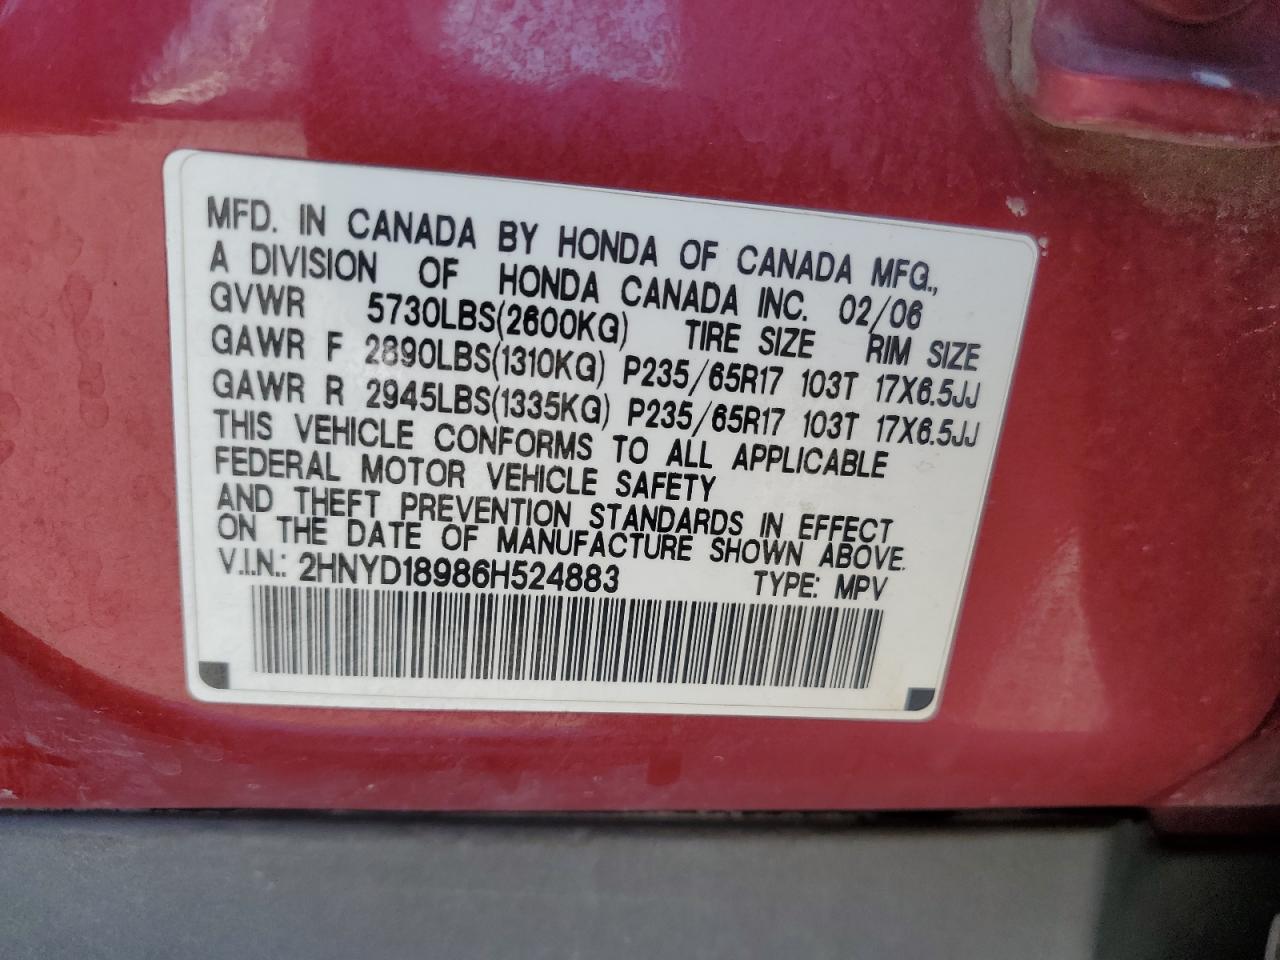 MFD. IN CANADA BY HONDA OF CANADA MFG.,
A DIVISION OF HONDA CANADA INC. 02/06
GVWR 5730LBS(2600KG) TIRE SIZE RIM SIZE
GAWR F 2890LBS(1310KG) P235/65R17 103T 17X6.5JJ
GAWR R 2945LBS(1335KG) P235/65R17 103T 17X6.5JJ
THIS VEHICLE CONFORMS TO ALL APPLICABLE
FEDERAL MOTOR VEHICLE SAFETY
AND THEFT PREVENTION STANDARDS IN EFFECT
ON THE DATE OF MANUFACTURE SHOWN ABOVE.
V.I.N.: 2HNYD18986H524883 TYPE: MPV